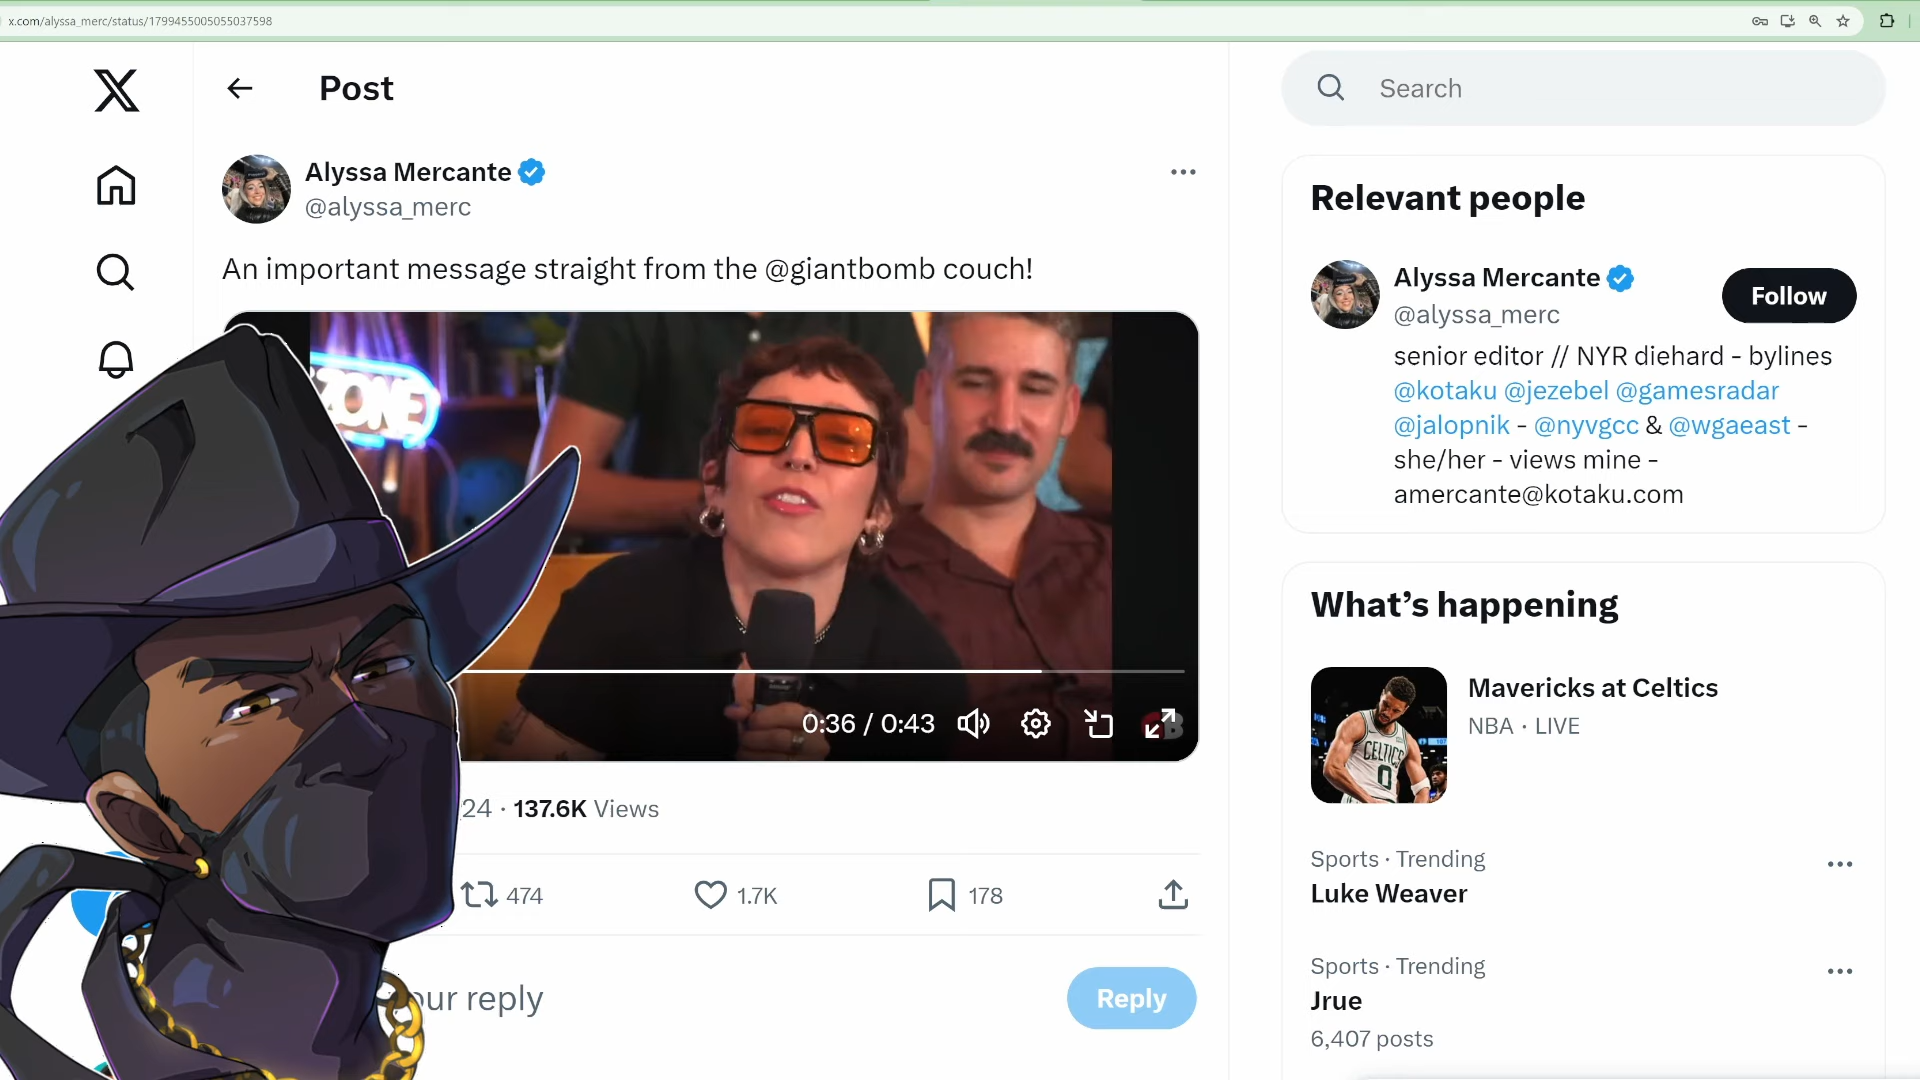 x.com/alyssa_merc/status/1799455005055037598
Post
Search
Alyssa Mercante
@alyssa_merc
An important message straight from the @giantbomb couch!
ZONE
0:36 / 0:43
24 · 137.6K Views
474
1.7K
178
our reply
Reply
Relevant people
Alyssa Mercante
@alyssa_merc
Follow
senior editor // NYR diehard - bylines
@kotaku @jezebel @gamesradar
@jalopnik - @nyvgcc & @wgaeast -
she/her - views mine -
amercante@kotaku.com
What's happening
Mavericks at Celtics
NBA · LIVE
CELTICS
0
Sports · Trending
Luke Weaver
Sports · Trending
Jrue
6,407 posts